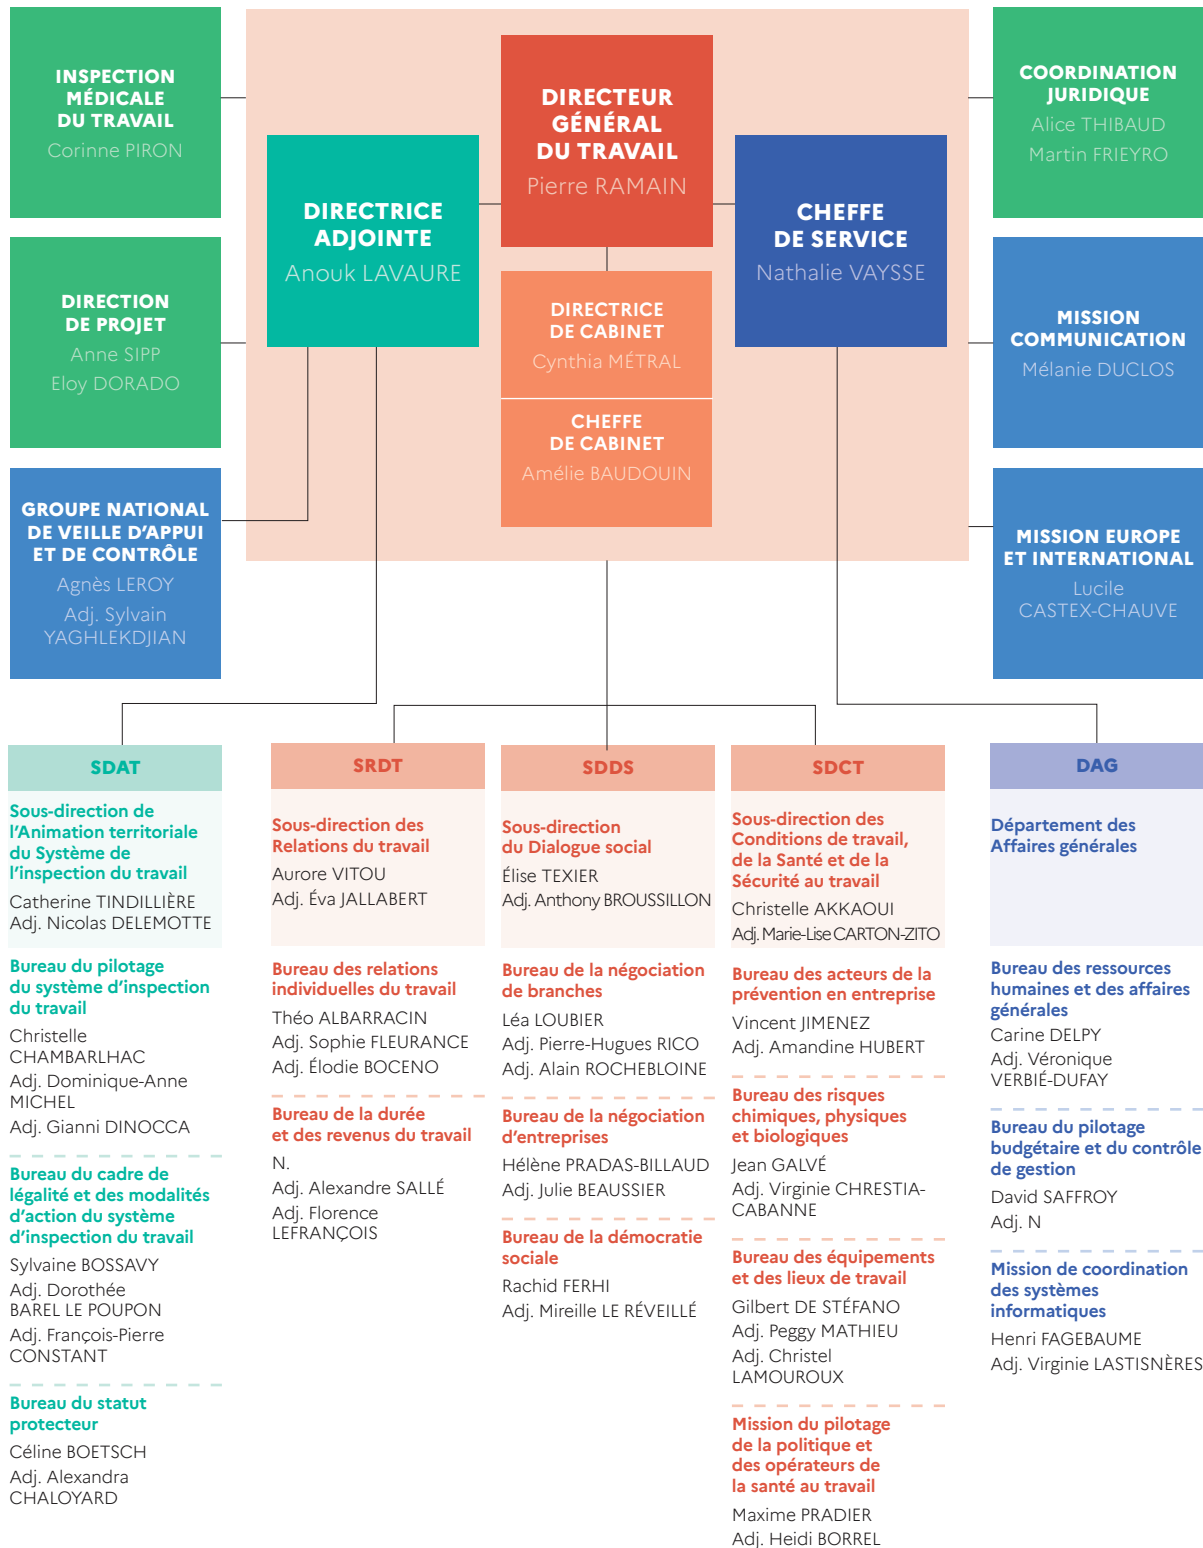 INSPECTION
MÉDICALE
DU TRAVAIL
Corinne PIRON
DIRECTION
DE PROJET
Anne SIPP
Eloy DORADO
GROUPE NATIONAL
DE VEILLE D'APPUI
ET DE CONTRÔLE
Agnès LEROY
Adj. Sylvain
YAGHLEKDJIAN
DIRECTEUR
GÉNÉRAL
DU TRAVAIL
Pierre RAMAIN
DIRECTRICE
ADJOINTE
Anouk LAVAURE
CHEFFE
DE SERVICE
Nathalie VAYSSE
DIRECTRICE
DE CABINET
Cynthia MÉTRAL
CHEFFE
DE CABINET
Amélie BAUDOUIN
COORDINATION
JURIDIQUE
Alice THIBAUD
Martin FRIEYRO
MISSION
COMMUNICATION
Mélanie DUCLOS
MISSION EUROPE
ET INTERNATIONAL
Lucile
CASTEX-CHAUVE
SDAT
Sous-direction de
l'Animation territoriale
du Système de
l'inspection du travail
Catherine TINDILLIÈRE
Adj. Nicolas DELEMOTTE
Bureau du pilotage
du système d'inspection
du travail
Christelle
CHAMBARLHAC
Adj. Dominique-Anne
MICHEL
Adj. Gianni DINOCCA
Bureau du cadre de
légalité et des modalités
d'action du système
d'inspection du travail
Sylvaine BOSSAVY
Adj. Dorothée
BAREL LE POUPON
Adj. François-Pierre
CONSTANT
Bureau du statut
protecteur
Céline BOETSCH
Adj. Alexandra
CHALOYARD
SRDT
Sous-direction des
Relations du travail
Aurore VITOU
Adj. Éva JALLABERT
Bureau des relations
individuelles du travail
Théo ALBARRACIN
Adj. Sophie FLEURANCE
Adj. Élodie BOCENO
Bureau de la durée
et des revenus du travail
N.
Adj. Alexandre SALLÉ
Adj. Florence
LEFRANÇOIS
SDDS
Sous-direction
du Dialogue social
Élise TEXIER
Adj. Anthony BROUSSILLON
Bureau de la négociation
de branches
Léa LOUBIER
Adj. Pierre-Hugues RICO
Adj. Alain ROCHEBLOINE
Bureau de la négociation
d'entreprises
Hélène PRADAS-BILLAUD
Adj. Julie BEAUSSIER
Bureau de la démocratie
sociale
Rachid FERHI
Adj. Mireille LE RÉVEILLÉ
SDCT
Sous-direction des
Conditions de travail,
de la Santé et de la
Sécurité au travail
Christelle AKKAOUI
Adj. Marie-Lise CARTON-ZITO
Bureau des acteurs de la
prévention en entreprise
Vincent JIMENEZ
Adj. Amandine HUBERT
Bureau des risques
chimiques, physiques
et biologiques
Jean GALVÉ
Adj. Virginie CHRESTIA-
CABANNE
Bureau des équipements
et des lieux de travail
Gilbert DE STÉFANO
Adj. Peggy MATHIEU
Adj. Christel
LAMOUROUX
Mission du pilotage
de la politique et
des opérateurs de
la santé au travail
Maxime PRADIER
Adj. Heidi BORREL
DAG
Département des
Affaires générales
Bureau des ressources
humaines et des affaires
générales
Carine DELPY
Adj. Véronique
VERBIÉ-DUFAY
Bureau du pilotage
budgétaire et du contrôle
de gestion
David SAFFROY
Adj. N
Mission de coordination
des systèmes
informatiques
Henri FAGEBAUME
Adj. Virginie LASTISNÈRES